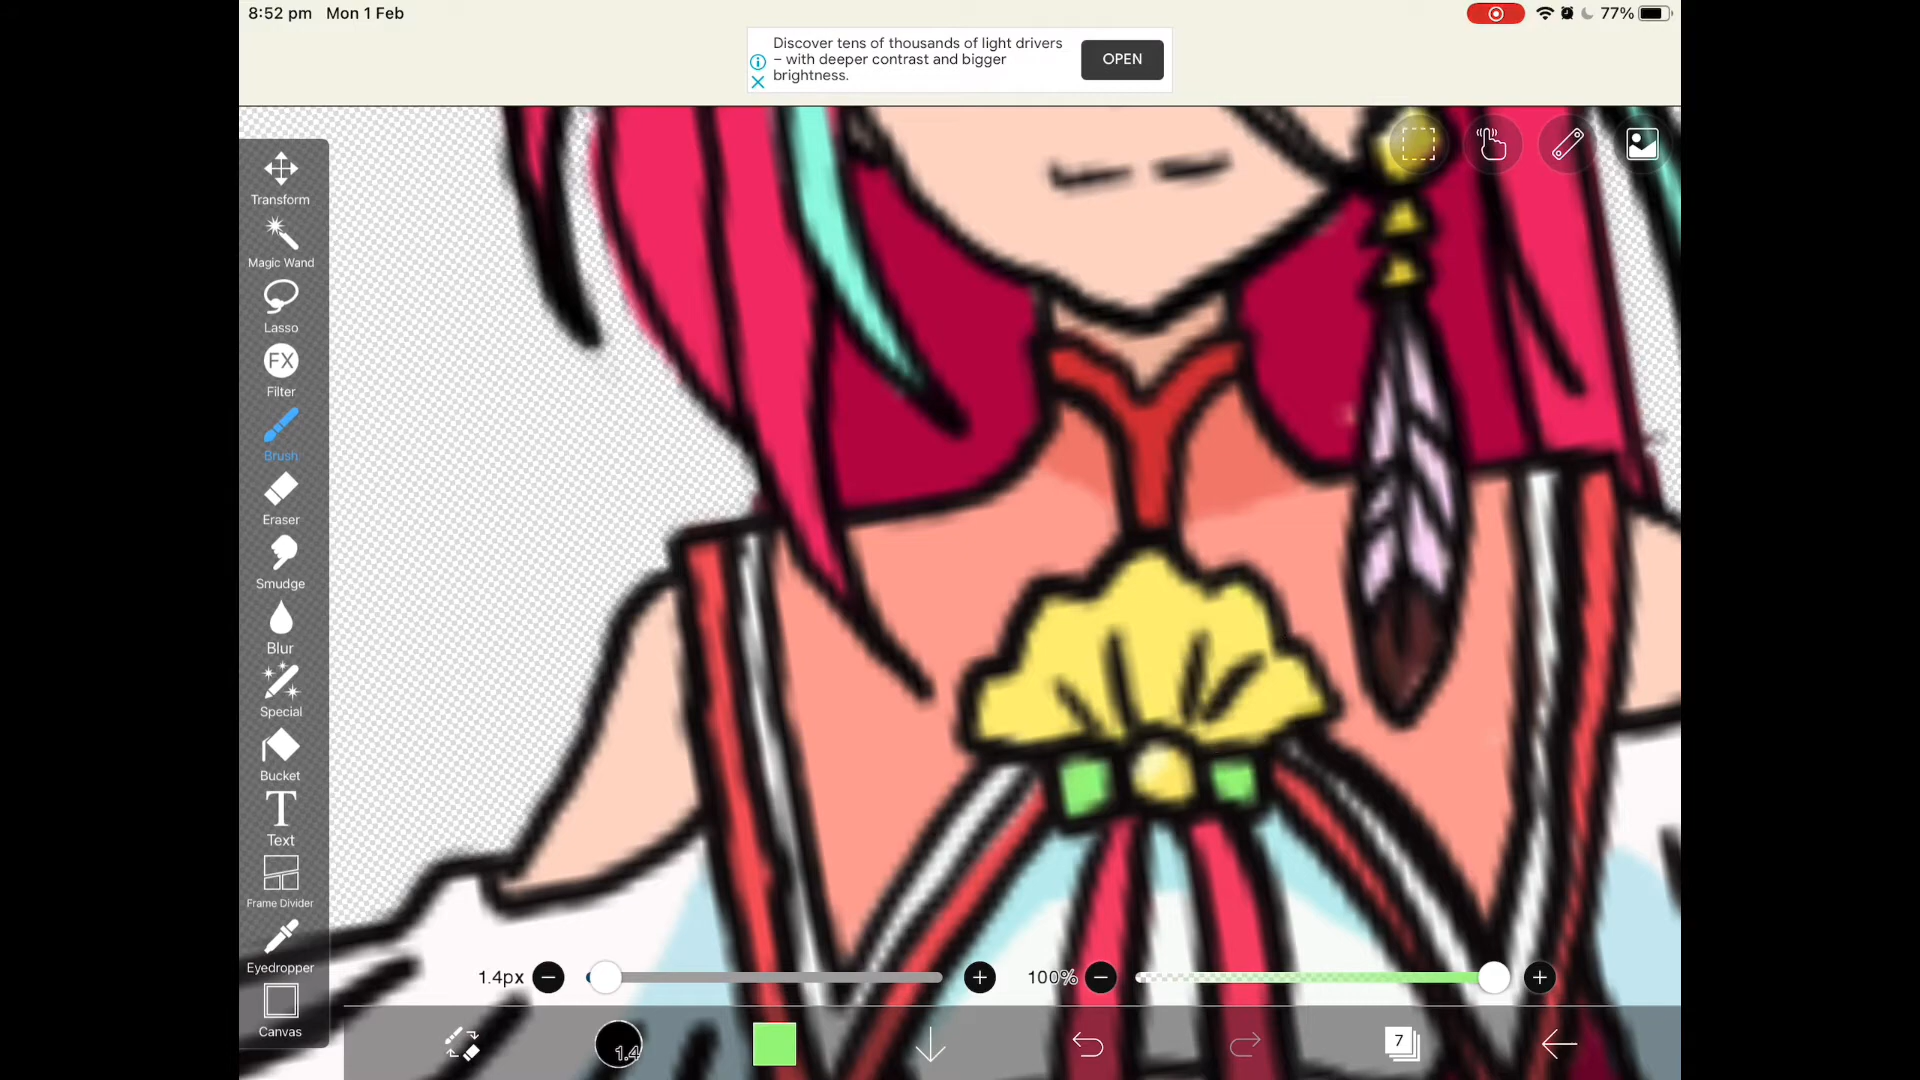 8:52 pm Mon 1 Feb
77%
Discover tens of thousands of light drivers
– with deeper contrast and bigger
brightness.
OPEN
Transform
Magic Wand
Lasso
FX
Filter
Brush
Eraser
Smudge
Blur
Special
Bucket
T
Text
Frame Divider
Eyedropper
Canvas
1.4px
100%
1.4
7